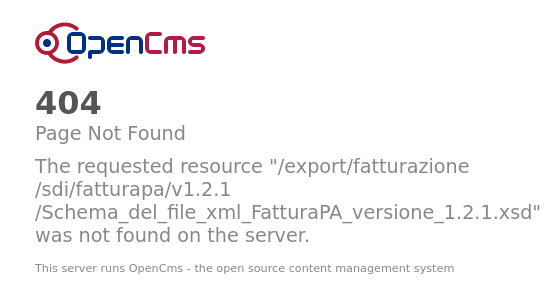 OpenCms
404
Page Not Found
The requested resource "/export/fatturazione
/sdi/fatturapa/v1.2.1
/Schema_del_file_xml_FatturaPA_versione_1.2.1.xsd"
was not found on the server.
This server runs OpenCms - the open source content management system